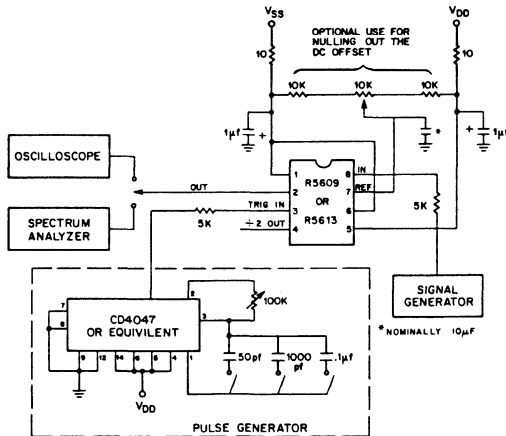 VSS
VDD
OPTIONAL USE FOR
NULLING OUT THE
DC OFFSET
10
10
10K
10K
10K
1μf
+
*
+
1μf
OSCILLOSCOPE
SPECTRUM
ANALYZER
OUT
TRIG IN
5K
÷2 OUT
1
2
3
4
R5609
OR
R5613
8
7
6
5
IN
REF
5K
SIGNAL
GENERATOR
*NOMINALLY 10μF
CD4047
OR EQUIVILENT
7
8
9
12
14
6
5
4
1
2
3
100K
50pf
1000
pf
.1μf
VDD
PULSE GENERATOR